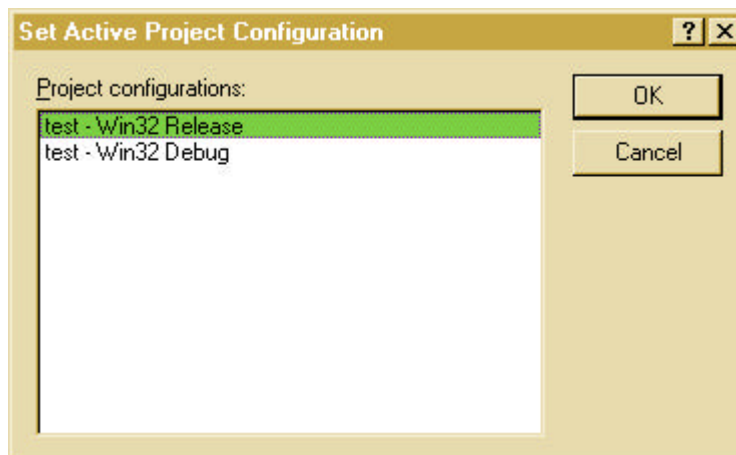 Set Active Project Configuration
Project configurations:
test - Win32 Release
test - Win32 Debug
OK
Cancel